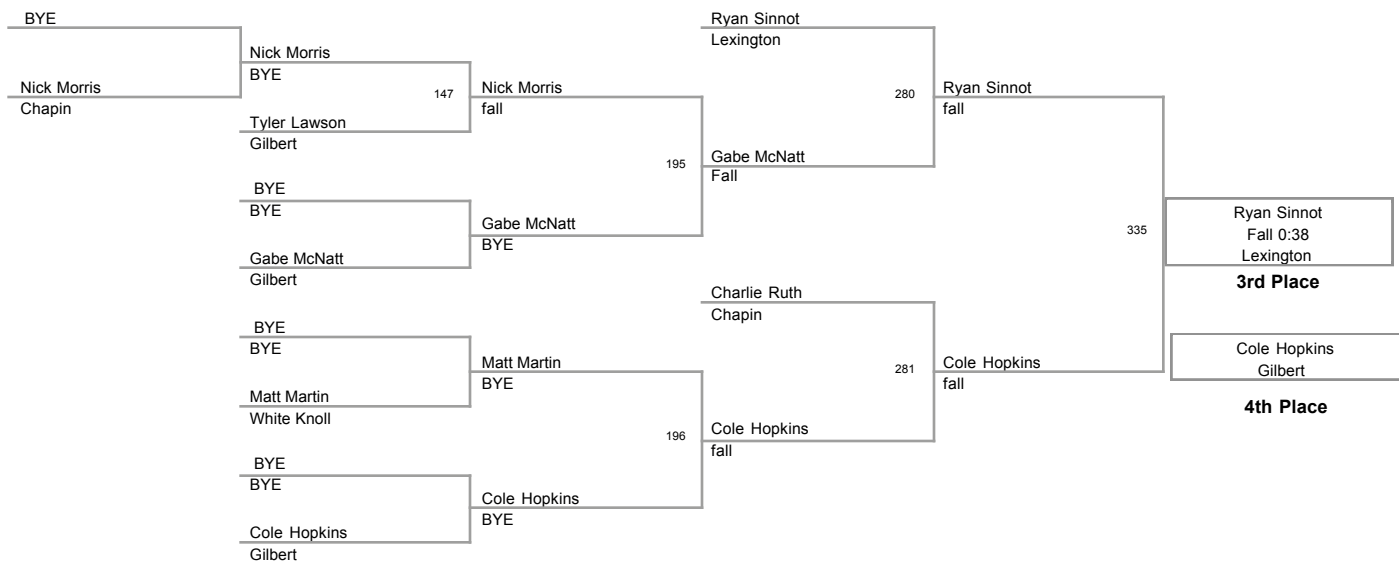 BYE
Nick Morris
Chapin
Nick Morris
BYE
Tyler Lawson
Gilbert
147
Nick Morris
fall
BYE
BYE
Gabe McNatt
Gilbert
Gabe McNatt
BYE
195
Gabe McNatt
Fall
Ryan Sinnot
Lexington
280
Ryan Sinnot
fall
BYE
BYE
Matt Martin
White Knoll
Matt Martin
BYE
BYE
BYE
Cole Hopkins
Gilbert
Cole Hopkins
BYE
196
Cole Hopkins
fall
Charlie Ruth
Chapin
281
Cole Hopkins
fall
335
Ryan Sinnot
Fall 0:38
Lexington
3rd Place
Cole Hopkins
Gilbert
4th Place